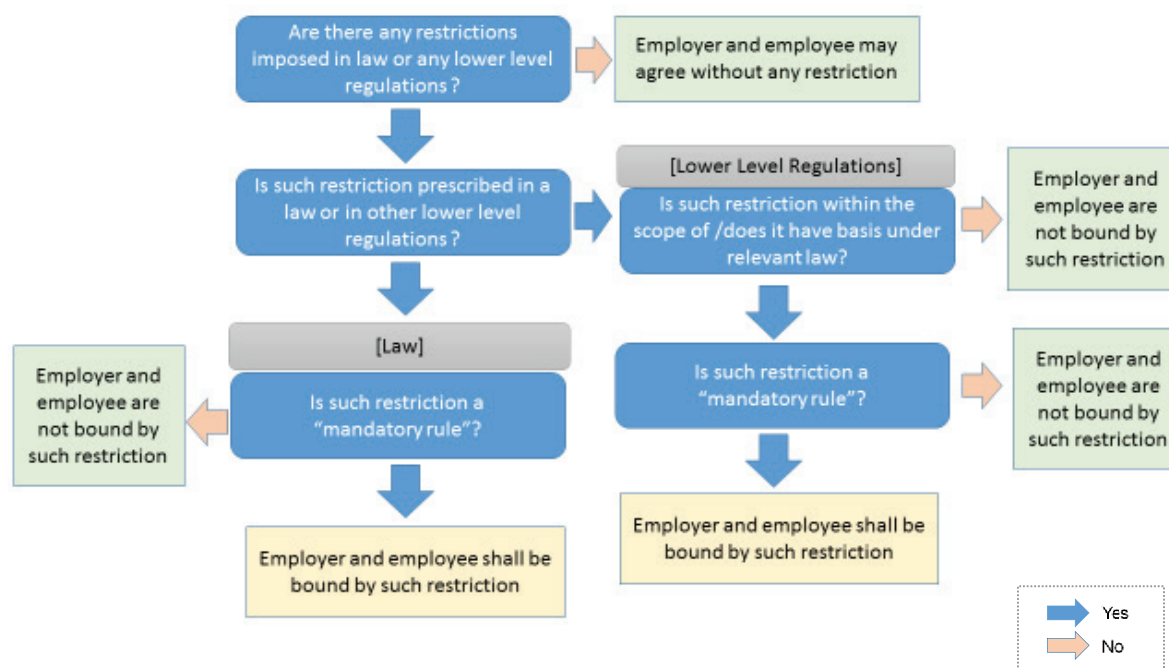 Are there any restrictions
imposed in law or any lower level
regulations ?
Employer and employee may
agree without any restriction
Is such restriction prescribed in a
law or in other lower level
regulations ?
[Lower Level Regulations]
Is such restriction within the
scope of /does it have basis under
relevant law?
Employer and
employee are
not bound by
such restriction
[Law]
Is such restriction a
“mandatory rule”?
Employer and
employee are
not bound by
such restriction
Is such restriction a
“mandatory rule”?
Employer and
employee are
not bound by
such restriction
Employer and employee shall be
bound by such restriction
Employer and employee shall be
bound by such restriction
Yes
No